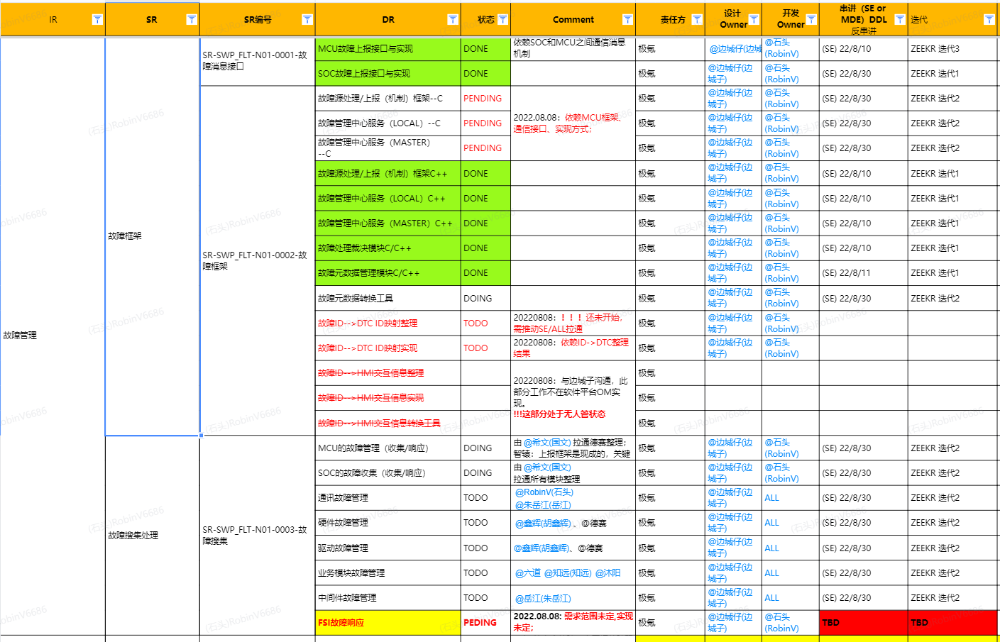 IR SR SR编号 DR 状态 Comment 责任方 设计 Owner 开发 Owner 串讲（SE or MDE）DDL 反串讲 迭代
故障管理
故障框架
SR-SWP_FLT-N01-0001-故
障消息接口
MCU故障上报接口与实现 DONE 依赖SOC和MCU之间通信消息
机制
极氪 @边城仔(边城 @石头
(RobinV)
(SE) 22/8/10 ZEEKR 迭代3
SOC故障上报接口与实现 DONE 极氪 @边城仔(边
城子)
@石头
(RobinV)
(SE) 22/8/30 ZEEKR 迭代1
SR-SWP_FLT-N01-0002-故
障框架
故障源处理/上报（机制）框架--C PENDING 2022.08.08：依赖MCU框架、
通信接口、实现方式；
极氪 @边城仔(边
城子)
@石头
(RobinV)
(SE) 22/8/30 ZEEKR 迭代2
故障管理中心服务（LOCAL）--C PENDING 极氪 @边城仔(边
城子)
@石头
(RobinV)
(SE) 22/8/30 ZEEKR 迭代2
故障管理中心服务（MASTER）
--C
PENDING 极氪 @边城仔(边
城子)
@石头
(RobinV)
(SE) 22/8/30 ZEEKR 迭代2
故障源处理/上报（机制）框架C++ DONE 极氪 @边城仔(边
城子)
@石头
(RobinV)
(SE) 22/8/10 ZEEKR 迭代1
故障管理中心服务（LOCAL）C++ DONE 极氪 @边城仔(边
城子)
@石头
(RobinV)
(SE) 22/8/10 ZEEKR 迭代1
故障管理中心服务（MASTER）C++ DONE 极氪 @边城仔(边
城子)
@石头
(RobinV)
(SE) 22/8/10 ZEEKR 迭代1
故障处理裁决模块C/C++ DONE 极氪 @边城仔(边
城子)
@石头
(RobinV)
(SE) 22/8/10 ZEEKR 迭代1
故障元数据管理模块C/C++ DONE 极氪 @边城仔(边
城子)
@石头
(RobinV)
(SE) 22/8/11 ZEEKR 迭代1
故障元数据转换工具 DOING 极氪 @边城仔(边
城子)
@石头
(RobinV)
(SE) 22/8/30 ZEEKR 迭代2
故障ID-->DTC ID映射整理 TODO 20220808：！！！还未开始，
需推动SE/ALL拉通
极氪 @边城仔(边
城子)
@石头
(RobinV)
故障ID-->DTC ID映射实现 TODO 20220808：依赖ID->DTC整理
结果
极氪 @边城仔(边
城子)
@石头
(RobinV)
故障ID-->HMI交互信息整理 极氪
20220808：与边城子沟通，此
部分工作不在软件平台OM实
现。
!!!这部分处于无人管状态
故障ID-->HMI交互信息实现 极氪
故障ID-->HMI交互信息转换工具 极氪
故障搜集处理
SR-SWP_FLT-N01-0003-故
障搜集
MCU的故障管理（收集/响应） DOING 由 @希文(国文) 拉通德赛整理；
智辕：上报框架是现成的，关键
极氪 @边城仔(边
城子)
@石头
(RobinV)
(SE) 22/8/30 ZEEKR 迭代2
SOC的故障收集（收集/响应） DOING 由 @希文(国文)
拉通所有模块整理
极氪 @边城仔(边
城子)
@石头
(RobinV)
(SE) 22/8/30 ZEEKR 迭代2
通讯故障管理 TODO @RobinV(石头)
@朱岳江(岳江)
极氪 @边城仔(边
城子)
ALL (SE) 22/8/30 ZEEKR 迭代2
硬件故障管理 TODO @鑫辉(胡鑫辉) 、@德赛 极氪 @边城仔(边
城子)
ALL (SE) 22/8/30 ZEEKR 迭代2
驱动故障管理 TODO @鑫辉(胡鑫辉)、@德赛 极氪 @边城仔(边
城子)
ALL (SE) 22/8/30 ZEEKR 迭代2
业务模块故障管理 TODO @六道 @知远(知远) @沐阳 极氪 @边城仔(边
城子)
ALL (SE) 22/8/30 ZEEKR 迭代2
中间件故障管理 TODO @岳江(朱岳江) 极氪 @边城仔(边
城子)
ALL (SE) 22/8/30 ZEEKR 迭代2
FSI故障响应 PEDING 2022.08.08: 需求范围未定,实现
未定；
极氪 @边城仔(边
城子)
@石头
(RobinV)
TBD TBD
(石头)RobinV6686